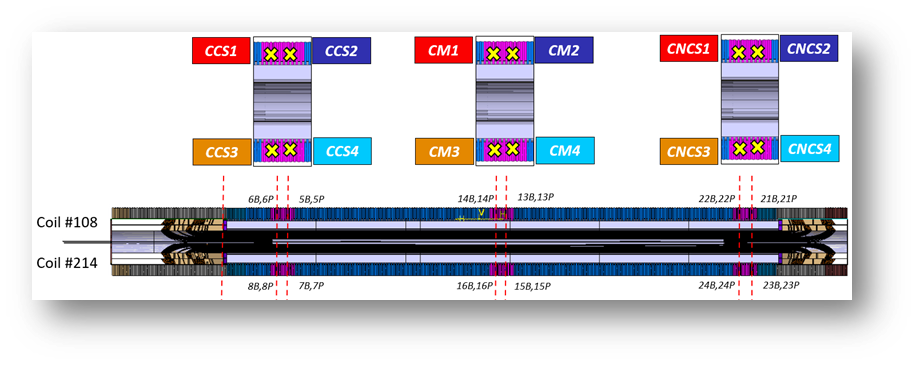 CCS1 CCS2 CM1 CM2 CNCS1 CNCS2
CCS3 CCS4 CM3 CM4 CNCS3 CNCS4
6B,6P 5B,5P 14B,14P 13B,13P 22B,22P 21B,21P
Coil #108
V
Coil #214
8B,8P 7B,7P 16B,16P 15B,15P 24B,24P 23B,23P